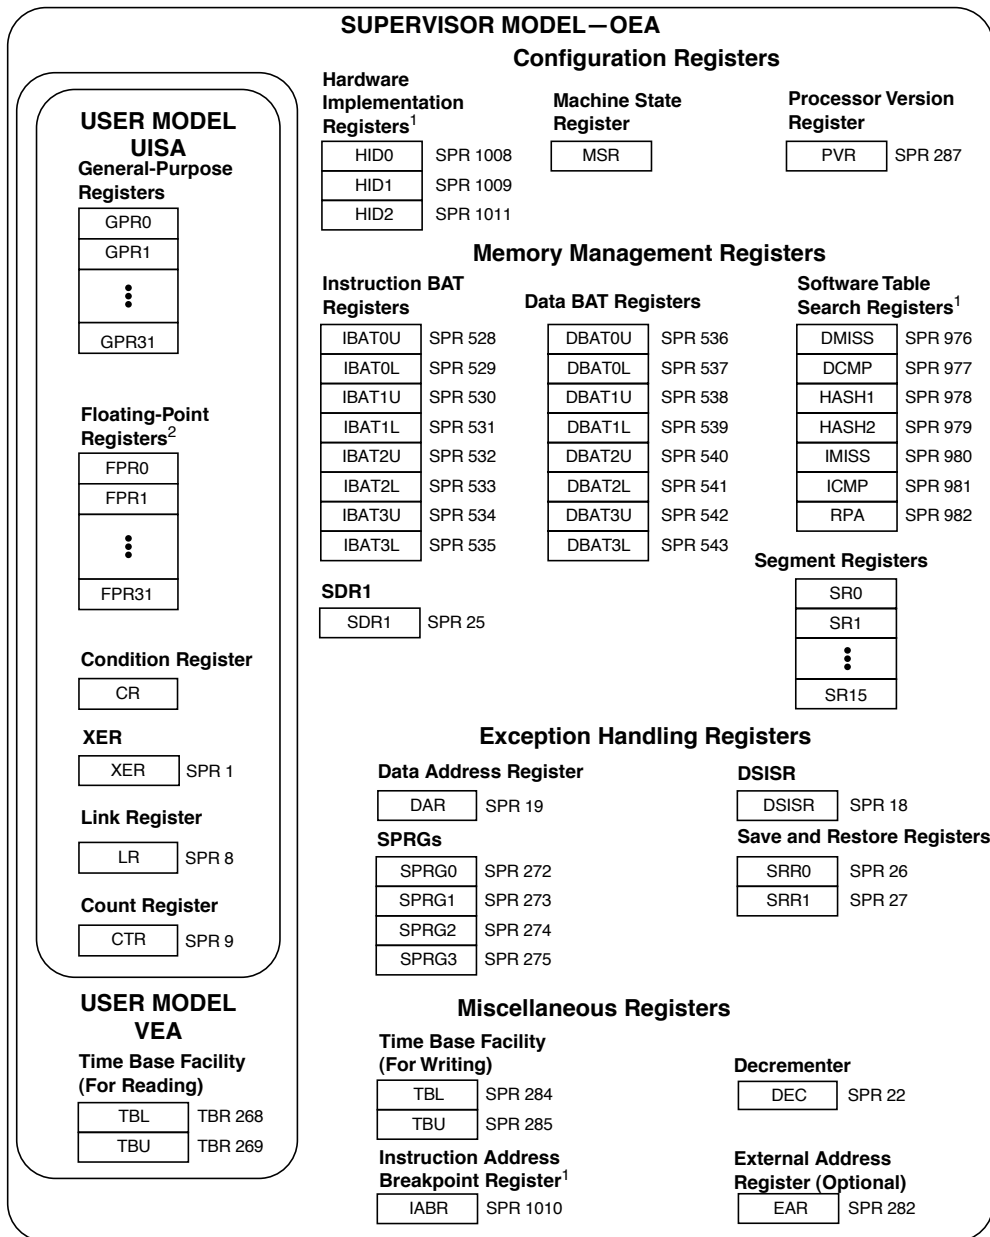 SUPERVISOR MODEL—OEA
Configuration Registers
Hardware
Implementation
Registers1
HID0 SPR 1008
HID1 SPR 1009
HID2 SPR 1011
Machine State
Register
MSR
Processor Version
Register
PVR SPR 287
USER MODEL
UISA
General-Purpose
Registers
GPR0
GPR1
GPR31
Floating-Point
Registers2
FPR0
FPR1
FPR31
Condition Register
CR
XER
XER SPR 1
Link Register
LR SPR 8
Count Register
CTR SPR 9
USER MODEL
VEA
Time Base Facility
(For Reading)
TBL TBR 268
TBU TBR 269
Memory Management Registers
Instruction BAT
Registers
IBAT0U SPR 528
IBAT0L SPR 529
IBAT1U SPR 530
IBAT1L SPR 531
IBAT2U SPR 532
IBAT2L SPR 533
IBAT3U SPR 534
IBAT3L SPR 535
Data BAT Registers
DBAT0U SPR 536
DBAT0L SPR 537
DBAT1U SPR 538
DBAT1L SPR 539
DBAT2U SPR 540
DBAT2L SPR 541
DBAT3U SPR 542
DBAT3L SPR 543
Software Table
Search Registers1
DMISS SPR 976
DCMP SPR 977
HASH1 SPR 978
HASH2 SPR 979
IMISS SPR 980
ICMP SPR 981
RPA SPR 982
SDR1
SDR1 SPR 25
Segment Registers
SR0
SR1
SR15
Exception Handling Registers
Data Address Register
DAR SPR 19
SPRGs
SPRG0 SPR 272
SPRG1 SPR 273
SPRG2 SPR 274
SPRG3 SPR 275
DSISR
DSISR SPR 18
Save and Restore Registers
SRR0 SPR 26
SRR1 SPR 27
Miscellaneous Registers
Time Base Facility
(For Writing)
TBL SPR 284
TBU SPR 285
Decrementer
DEC SPR 22
Instruction Address
Breakpoint Register1
IABR SPR 1010
External Address
Register (Optional)
EAR SPR 282